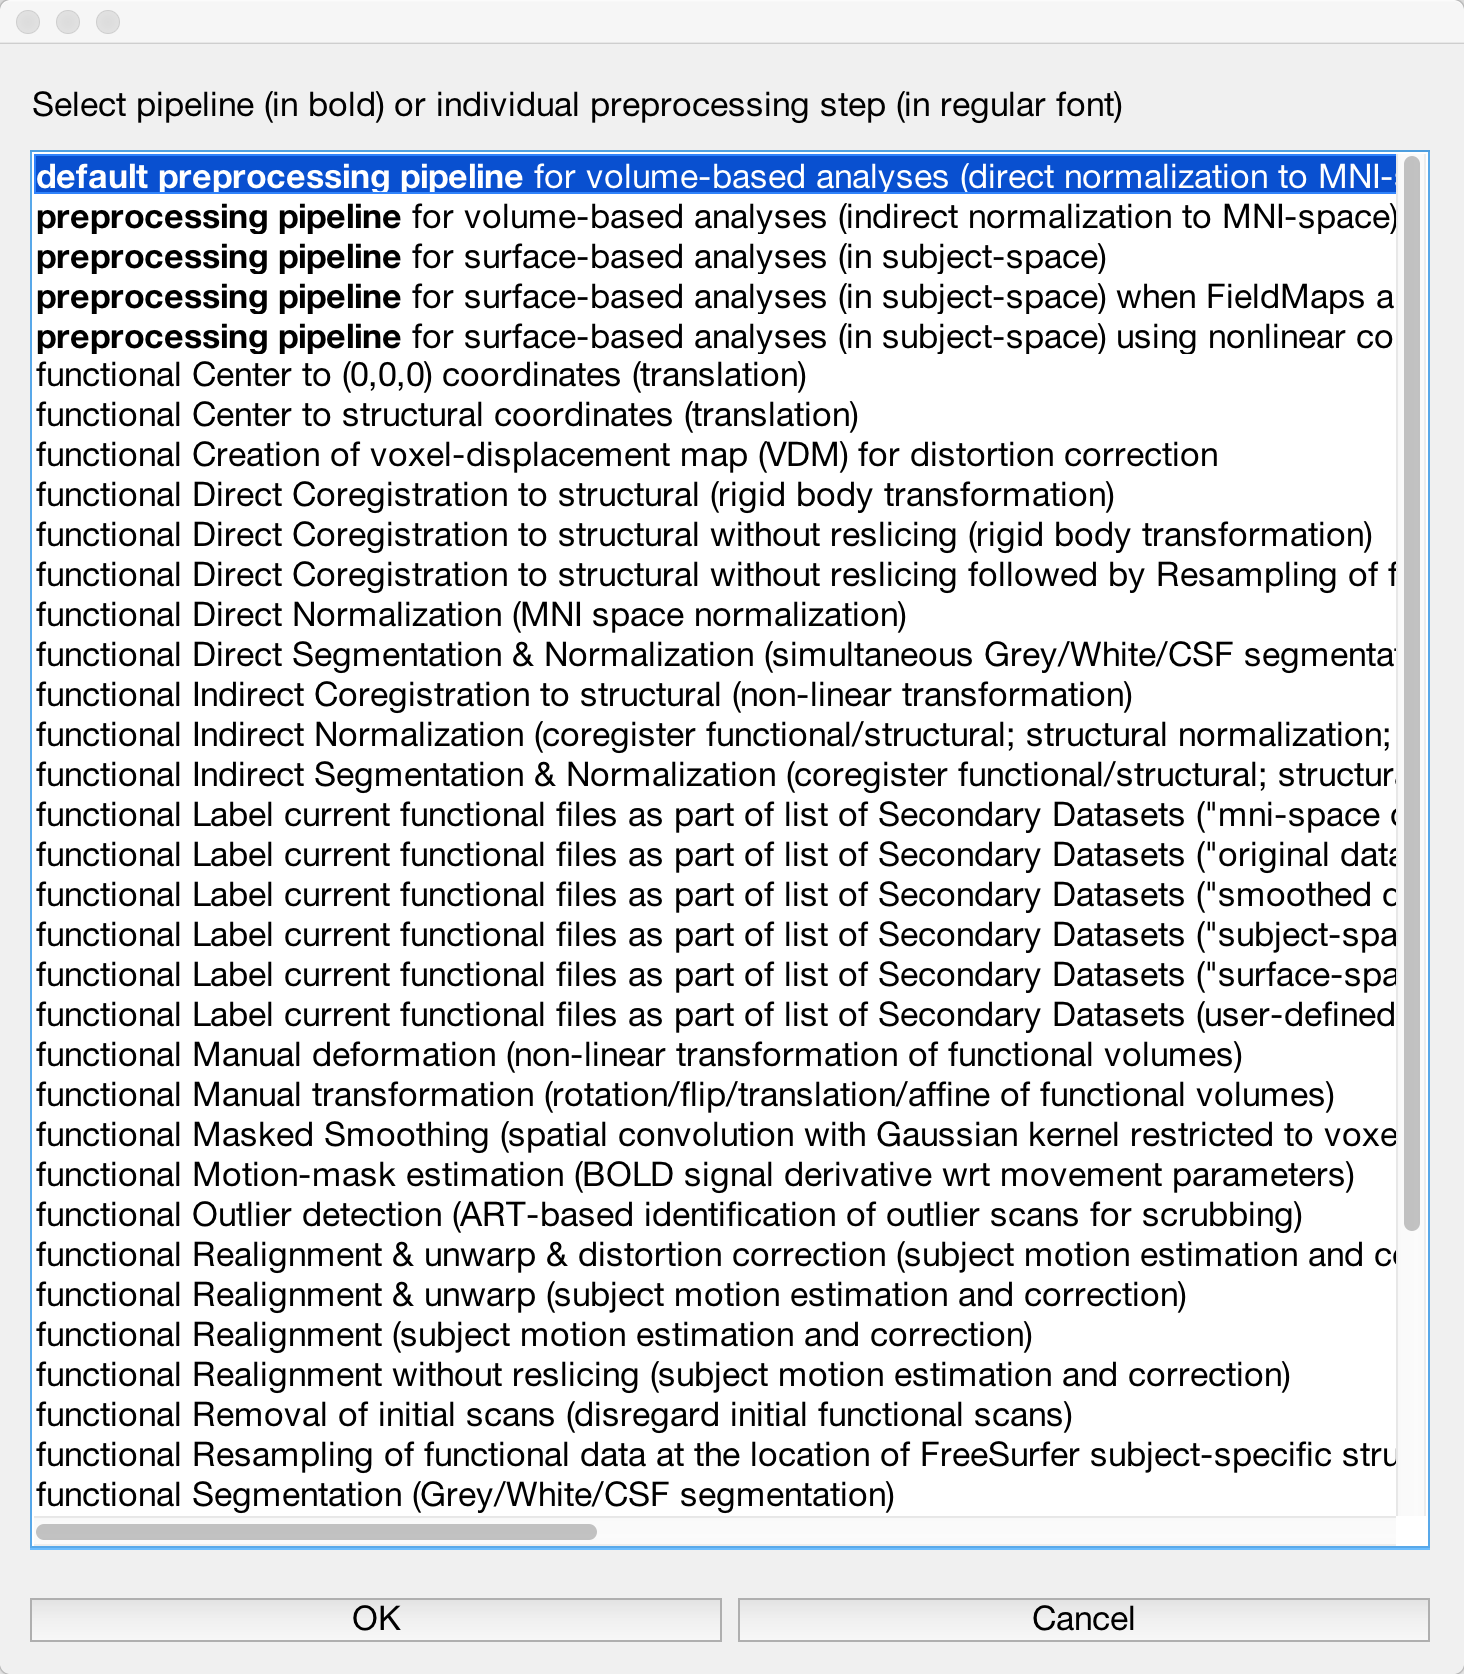 Select pipeline (in bold) or individual preprocessing step (in regular font)
default preprocessing pipeline for volume-based analyses (direct normalization to MNI-
preprocessing pipeline for volume-based analyses (indirect normalization to MNI-space)
preprocessing pipeline for surface-based analyses (in subject-space)
preprocessing pipeline for surface-based analyses (in subject-space) when FieldMaps a
preprocessing pipeline for surface-based analyses (in subject-space) using nonlinear co
functional Center to (0,0,0) coordinates (translation)
functional Center to structural coordinates (translation)
functional Creation of voxel-displacement map (VDM) for distortion correction
functional Direct Coregistration to structural (rigid body transformation)
functional Direct Coregistration to structural without reslicing (rigid body transformation)
functional Direct Coregistration to structural without reslicing followed by Resampling of f
functional Direct Normalization (MNI space normalization)
functional Direct Segmentation & Normalization (simultaneous Grey/White/CSF segmenta
functional Indirect Coregistration to structural (non-linear transformation)
functional Indirect Normalization (coregister functional/structural; structural normalization;
functional Indirect Segmentation & Normalization (coregister functional/structural; structur
functional Label current functional files as part of list of Secondary Datasets ("mni-space
functional Label current functional files as part of list of Secondary Datasets ("original data
functional Label current functional files as part of list of Secondary Datasets ("smoothed
functional Label current functional files as part of list of Secondary Datasets ("subject-spa
functional Label current functional files as part of list of Secondary Datasets ("surface-spa
functional Label current functional files as part of list of Secondary Datasets (user-defined
functional Manual deformation (non-linear transformation of functional volumes)
functional Manual transformation (rotation/flip/translation/affine of functional volumes)
functional Masked Smoothing (spatial convolution with Gaussian kernel restricted to voxe
functional Motion-mask estimation (BOLD signal derivative wrt movement parameters)
functional Outlier detection (ART-based identification of outlier scans for scrubbing)
functional Realignment & unwarp & distortion correction (subject motion estimation and c
functional Realignment & unwarp (subject motion estimation and correction)
functional Realignment (subject motion estimation and correction)
functional Realignment without reslicing (subject motion estimation and correction)
functional Removal of initial scans (disregard initial functional scans)
functional Resampling of functional data at the location of FreeSurfer subject-specific stru
functional Segmentation (Grey/White/CSF segmentation)
OK
Cancel